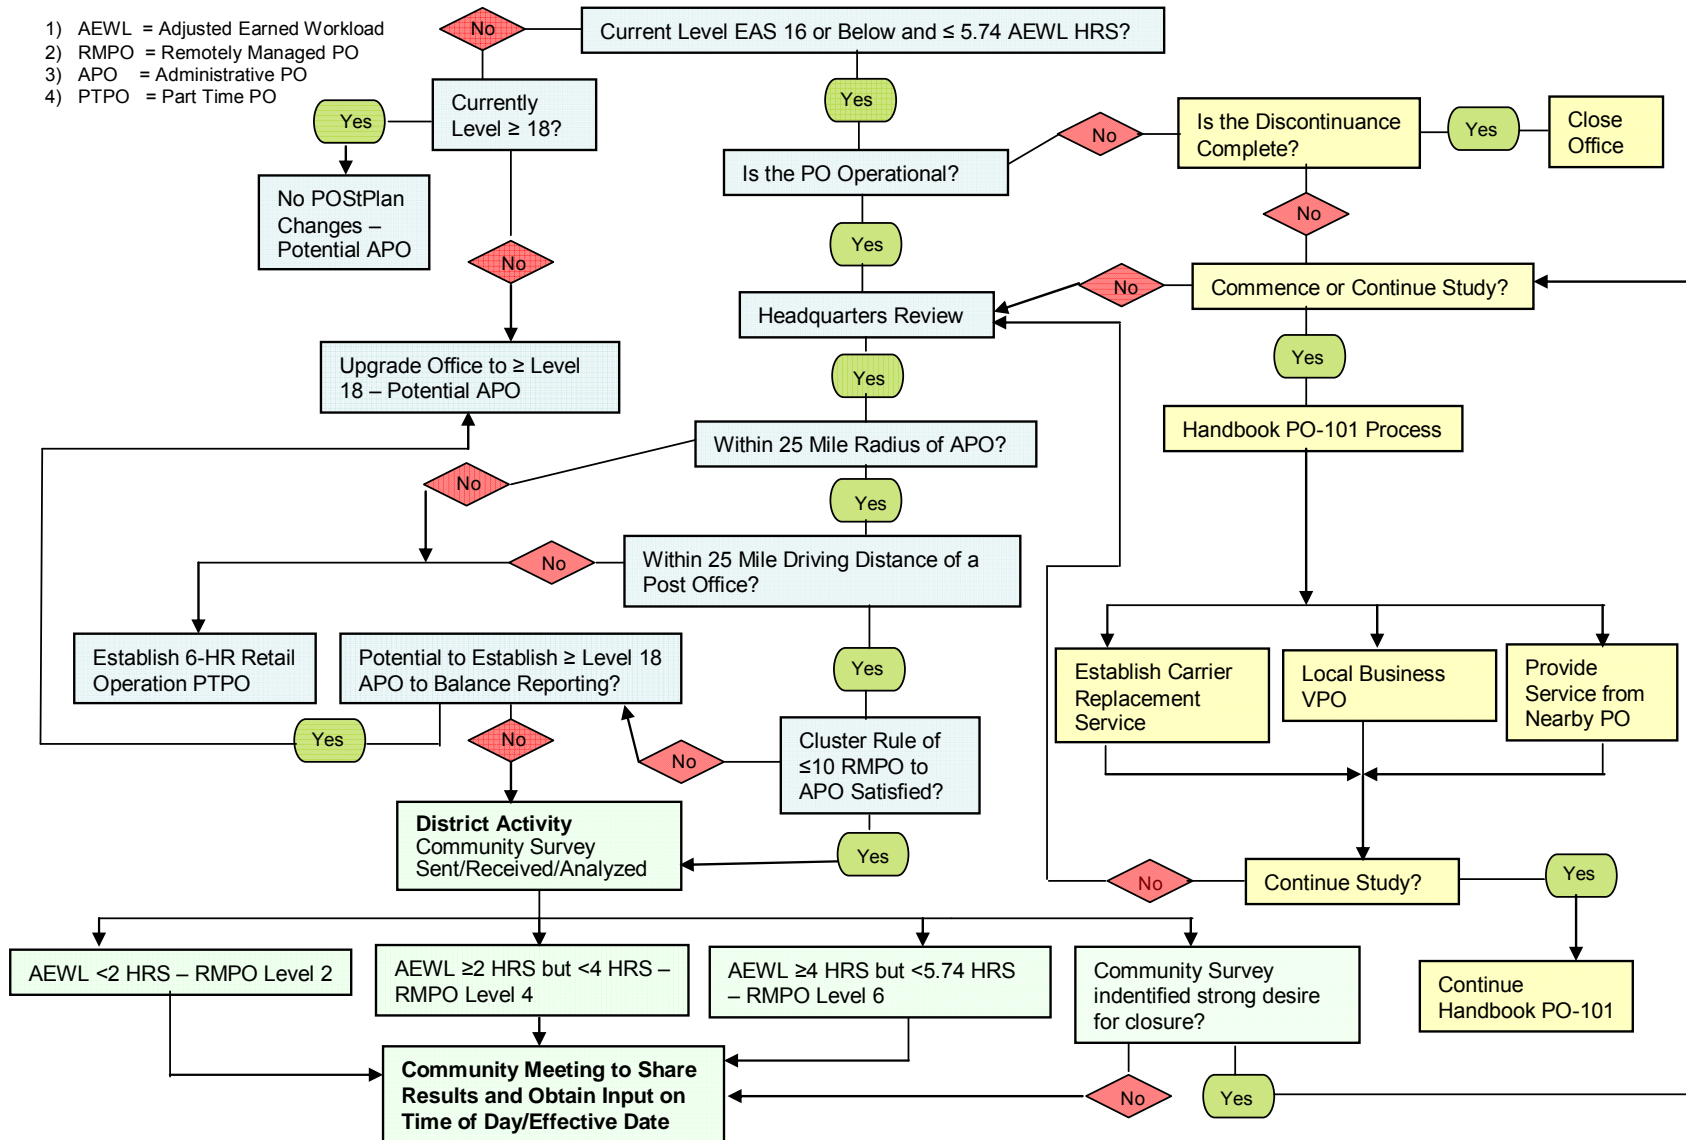 1) AEWL = Adjusted Earned Workload
2) RMPO = Remotely Managed PO
3) APO = Administrative PO
4) PTPO = Part Time PO
No
Current Level EAS 16 or Below and ≤ 5.74 AEWL HRS?
Yes
Currently
Level ≥ 18?
Yes
No
Is the Discontinuance
Complete?
Yes
Close
Office
Is the PO Operational?
No POStPlan
Changes –
Potential APO
No
Yes
No
Headquarters Review
No
Commence or Continue Study?
Upgrade Office to ≥ Level
18 – Potential APO
Yes
Yes
Within 25 Mile Radius of APO?
Handbook PO-101 Process
No
Yes
Within 25 Mile Driving Distance of a
Post Office?
No
Establish 6-HR Retail
Operation PTPO
Potential to Establish ≥ Level 18
APO to Balance Reporting?
Yes
Establish Carrier
Replacement
Service
Local Business
VPO
Provide
Service from
Nearby PO
Yes
No
No
Cluster Rule of
≤10 RMPO to
APO Satisfied?
District Activity
Community Survey
Sent/Received/Analyzed
Yes
No
Continue Study?
Yes
AEWL <2 HRS – RMPO Level 2
AEWL ≥2 HRS but <4 HRS –
RMPO Level 4
AEWL ≥4 HRS but <5.74 HRS
– RMPO Level 6
Community Survey
indentified strong desire
for closure?
Continue
Handbook PO-101
Community Meeting to Share
Results and Obtain Input on
Time of Day/Effective Date
No
Yes